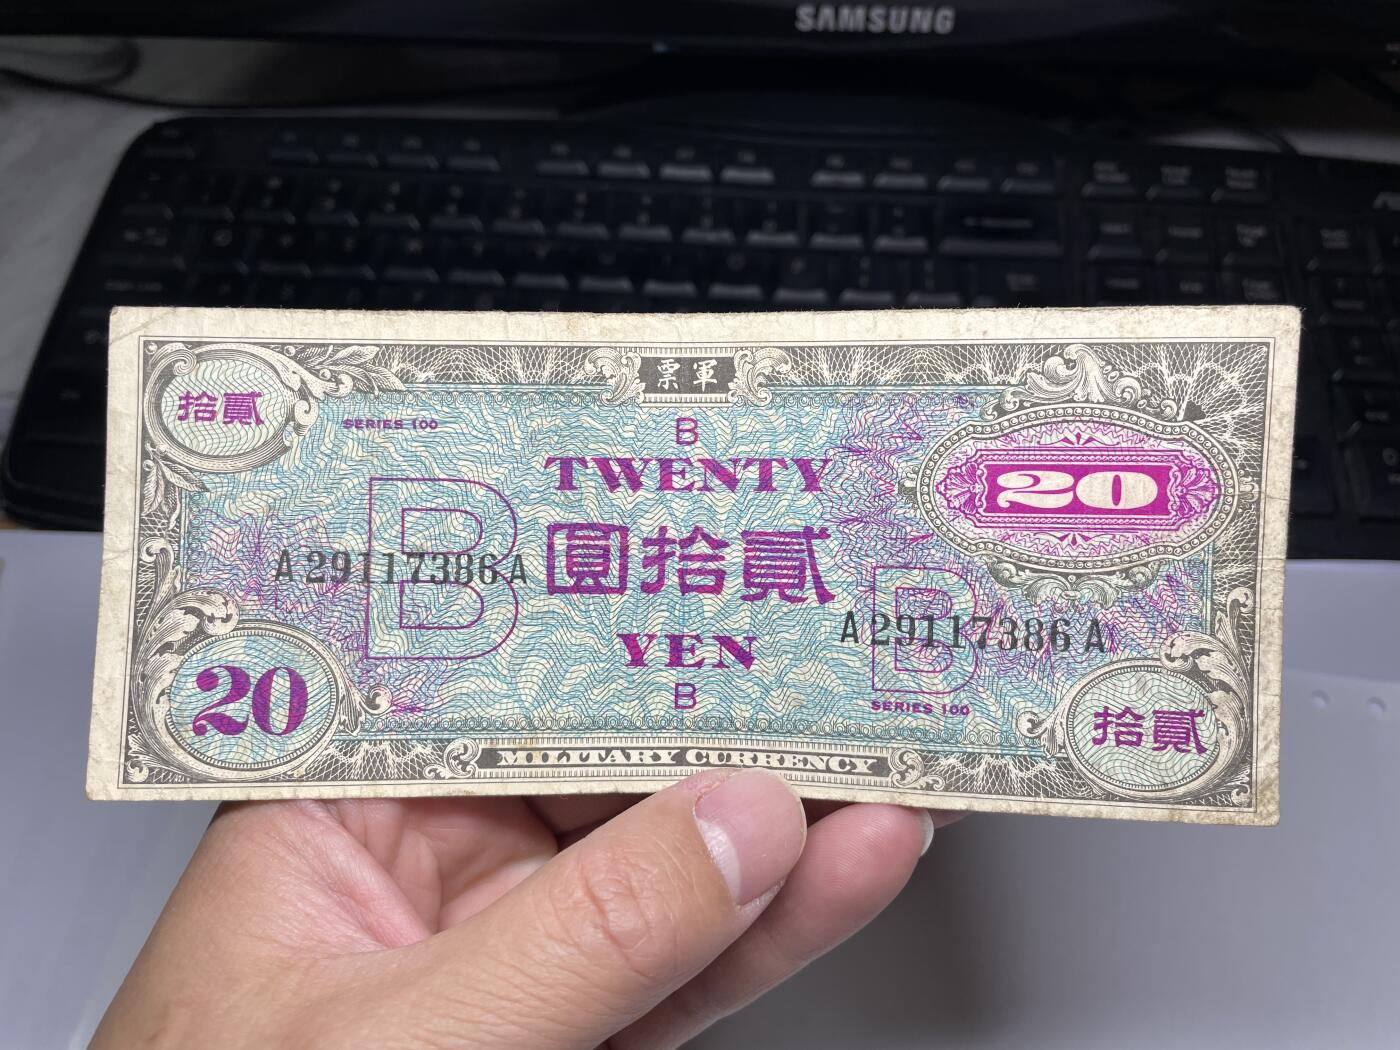 SAMSUNG
票軍
拾貳
SERIES 100
B
TWENTY
20
B
圓拾貳
A29117386A
B
A29117386A
YEN
20
B
SERIES 100
拾貳
MILITARY CURRENCY